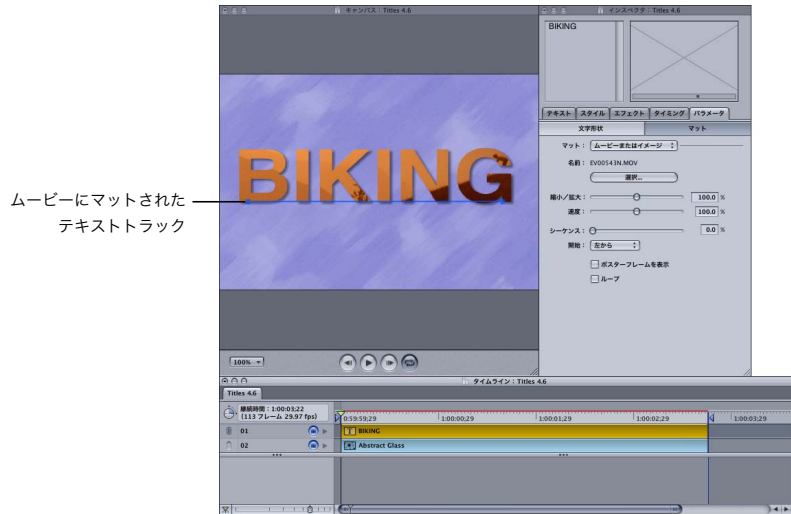 キャンバス：Titles 4.6
インスペクタ：Titles 4.6
BIKING
テキスト スタイル エフェクト タイミング パラメータ
文字形状 マット
マット： ムービーまたはイメージ
名前： EV00543N.MOV
選択...
縮小／拡大： 100.0 %
速度： 100.0 %
シーケンス： 0.0 %
開始： 左から
ポスターフレームを表示
ループ
BIKING
ムービーにマットされた
テキストトラック
100%
タイムライン：Titles 4.6
Titles 4.6
継続時間：1:00:03;22
(113 フレーム 29.97 fps)
0:59:59;29 1:00:00;29 1:00:01;29 1:00:02;29 1:00:03;29
01 BIKING
02 Abstract Glass